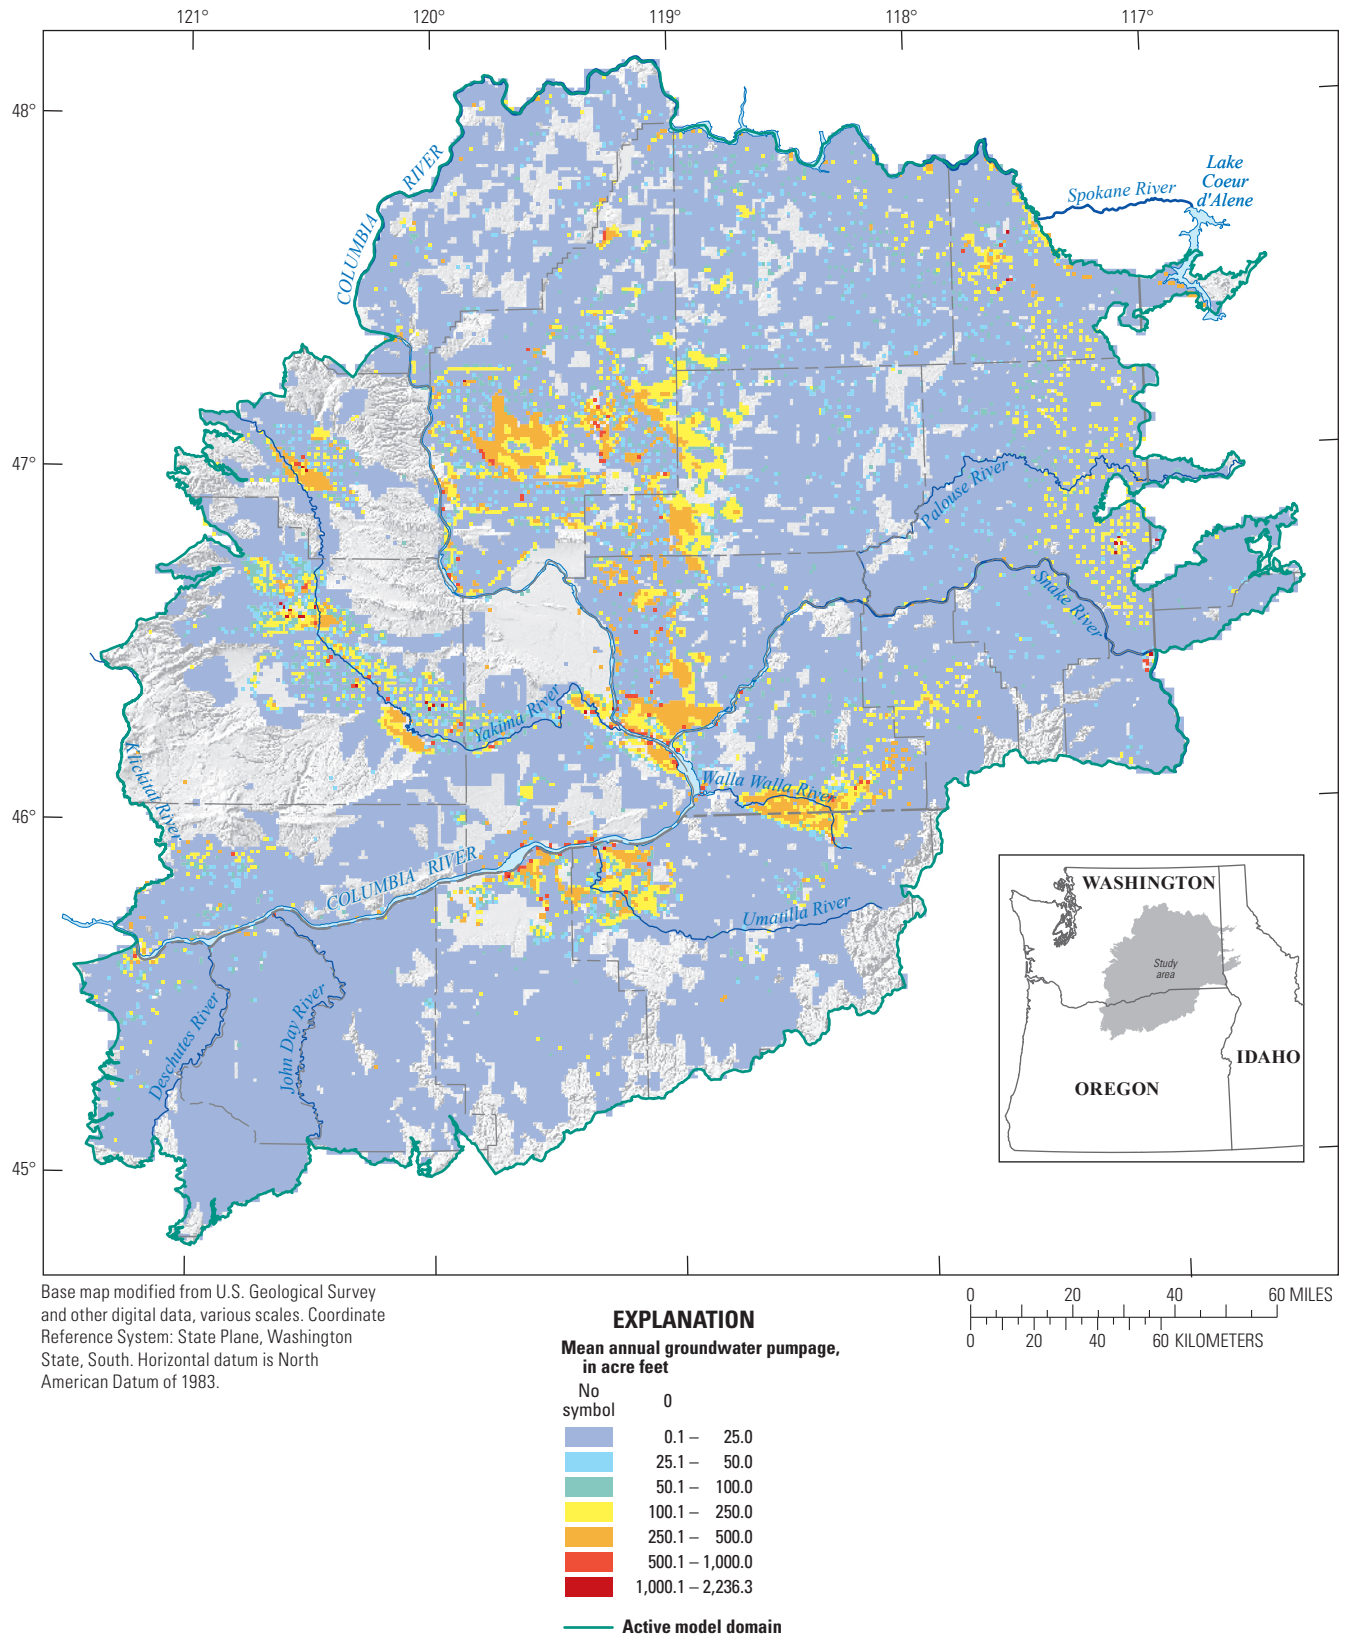 121°
120°
119°
118°
117°
48°
47°
46°
45°
COLUMBIA RIVER
Spokane River
Lake
Coeur
d'Alene
Palouse River
Snake River
Yakima River
Klickitat River
Walla Walla River
COLUMBIA RIVER
Umatilla River
Deschutes River
John Day River
WASHINGTON
Study
area
IDAHO
OREGON
Base map modified from U.S. Geological Survey
and other digital data, various scales. Coordinate
Reference System: State Plane, Washington
State, South. Horizontal datum is North
American Datum of 1983.
0 20 40 60 MILES
0 20 40 60 KILOMETERS
EXPLANATION
Mean annual groundwater pumpage,
in acre feet
No
symbol
0
0.1 – 25.0
25.1 – 50.0
50.1 – 100.0
100.1 – 250.0
250.1 – 500.0
500.1 – 1,000.0
1,000.1 – 2,236.3
Active model domain